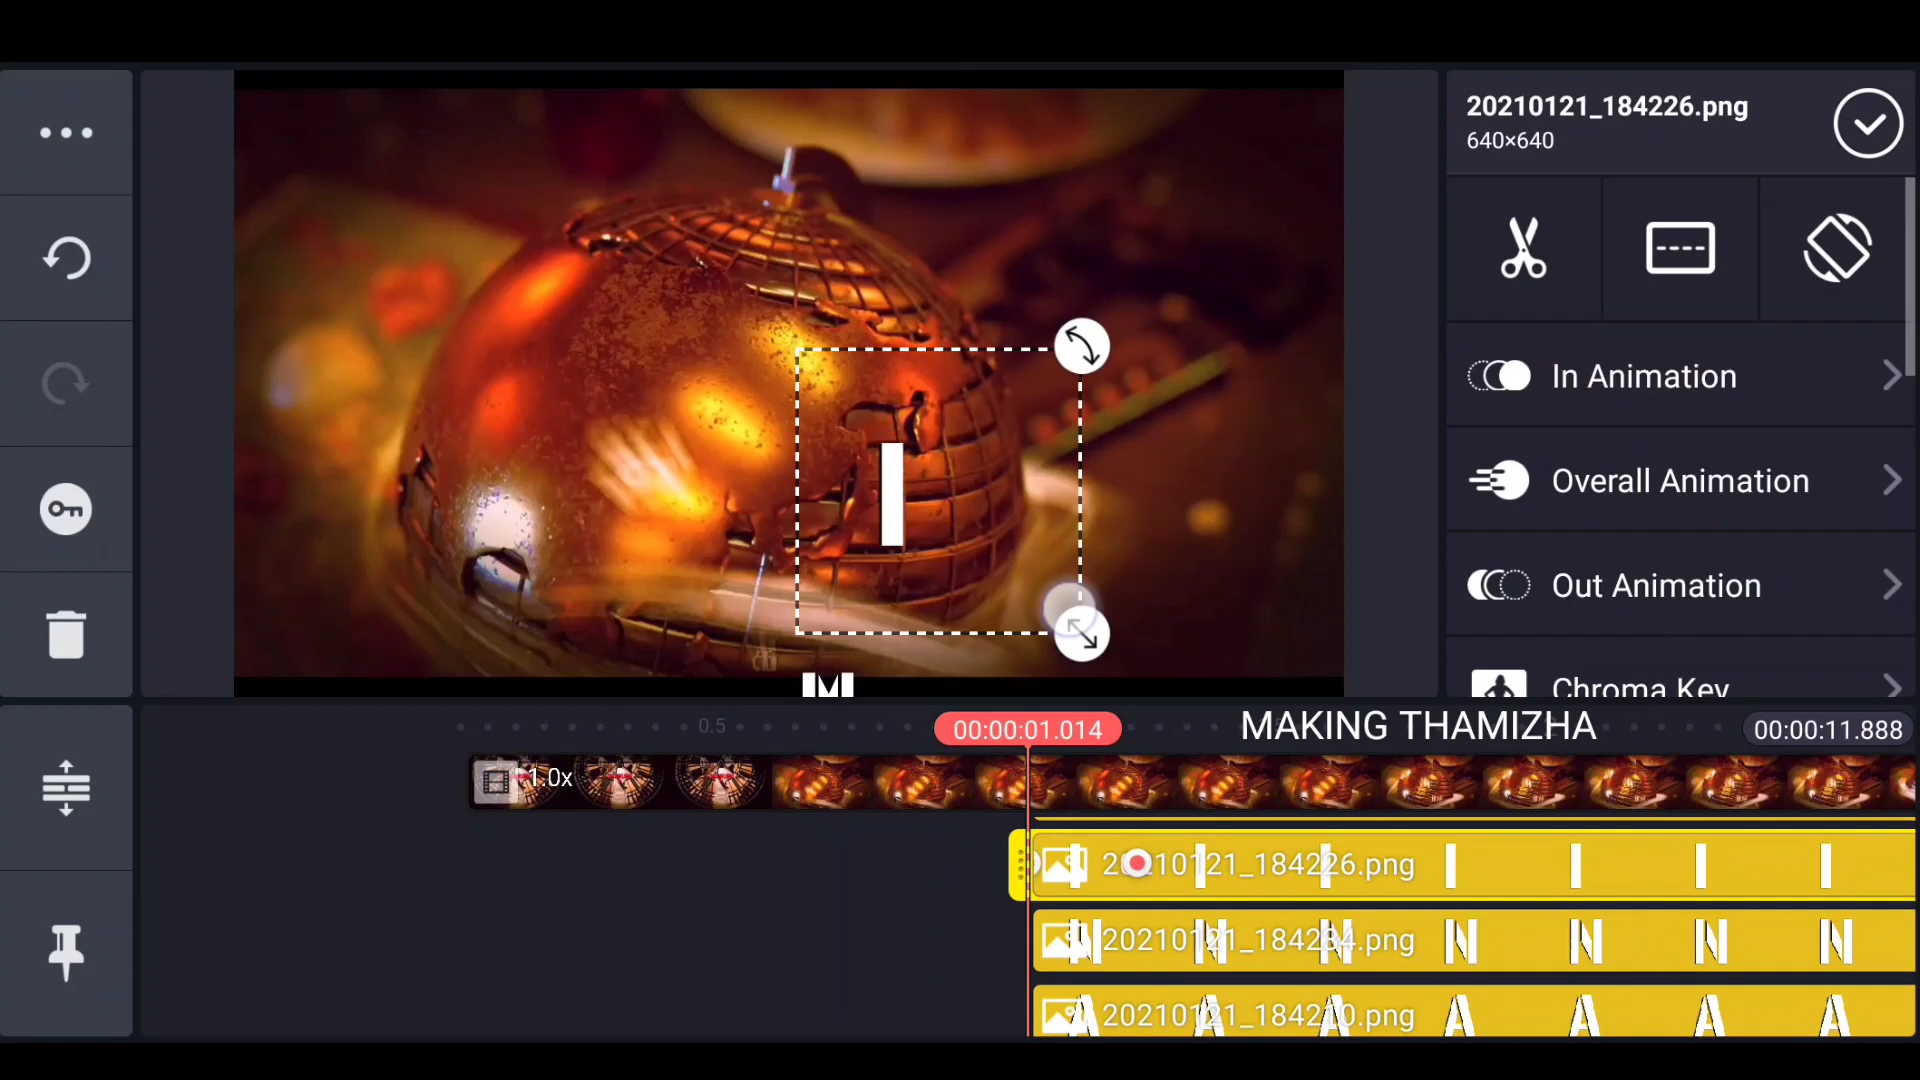 20210121_184226.png
640×640
In Animation
Overall Animation
Out Animation
Chroma Key
I
M
0.5
00:00:01.014
MAKING THAMIZHA
00:00:11.888
1.0x
20210121_184226.png
I I I I I I I
20210121_184234.png
N N N N N N N
20210121_184210.png
A A A A A A A